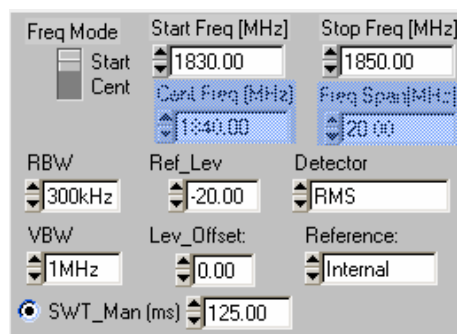 Freq Mode Start Freq [MHz] Stop Freq [MHz]
Start 1830.00 1850.00
Cent Cent Freq [MHz] Freq Span[MHz]
1840.00 20.00
RBW Ref_Lev Detector
300kHz -20.00 RMS
VBW Lev_Offset: Reference:
1MHz 0.00 Internal
SWT_Man (ms) 125.00